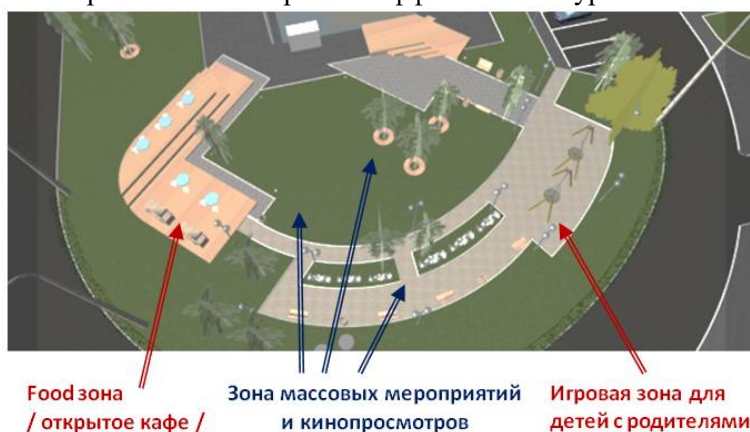 Food зона
/ открытое кафе /
Зона массовых мероприятий
и кинопросмотров
Игровая зона для
детей с родителями